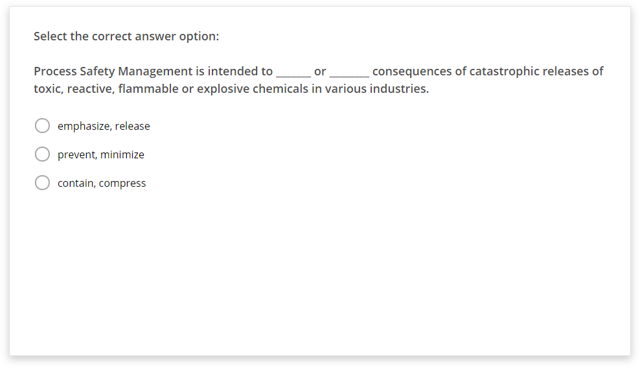 Select the correct answer option:
Process Safety Management is intended to ______ or _______ consequences of catastrophic releases of
toxic, reactive, flammable or explosive chemicals in various industries.
emphasize, release
prevent, minimize
contain, compress